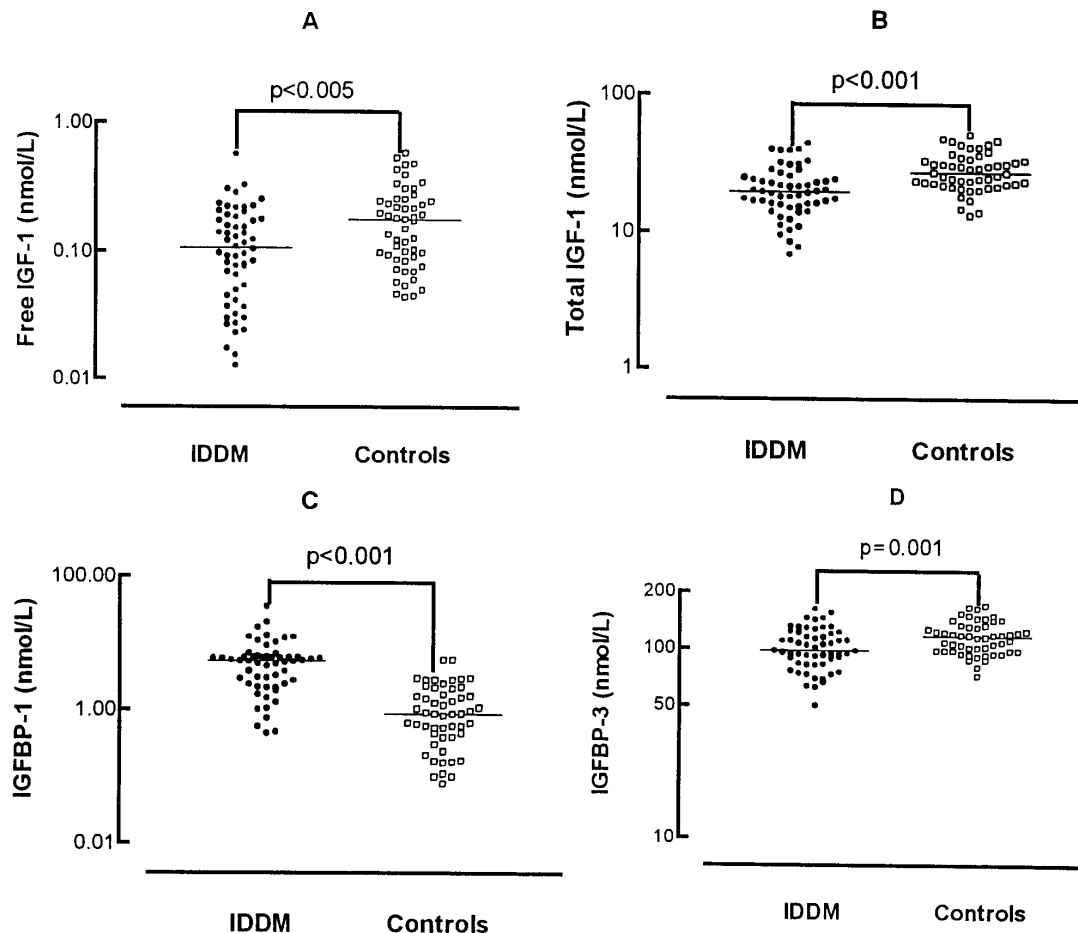 A
p<0.005
Free IGF-1 (nmol/L)
1.00
0.10
0.01
IDDM
Controls
B
p<0.001
Total IGF-1 (nmol/L)
100
10
1
IDDM
Controls
C
p<0.001
IGFBP-1 (nmol/L)
100.00
1.00
0.01
IDDM
Controls
D
p=0.001
IGFBP-3 (nmol/L)
200
100
50
10
IDDM
Controls